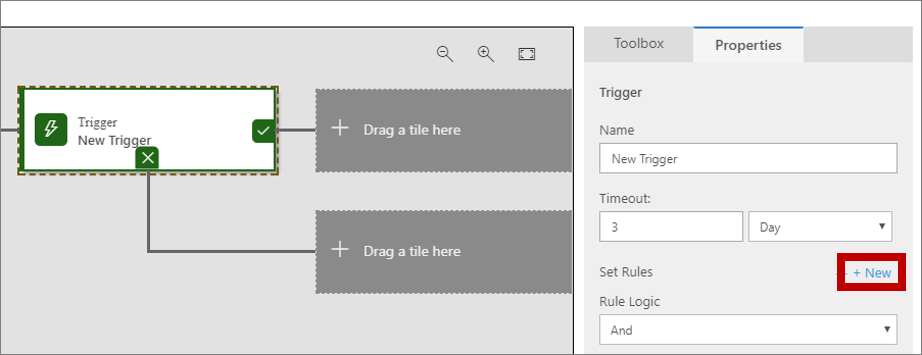 Trigger
New Trigger
+ Drag a tile here
+ Drag a tile here
Toolbox
Properties
Trigger
Name
New Trigger
Timeout:
3
Day
Set Rules
+ New
Rule Logic
And